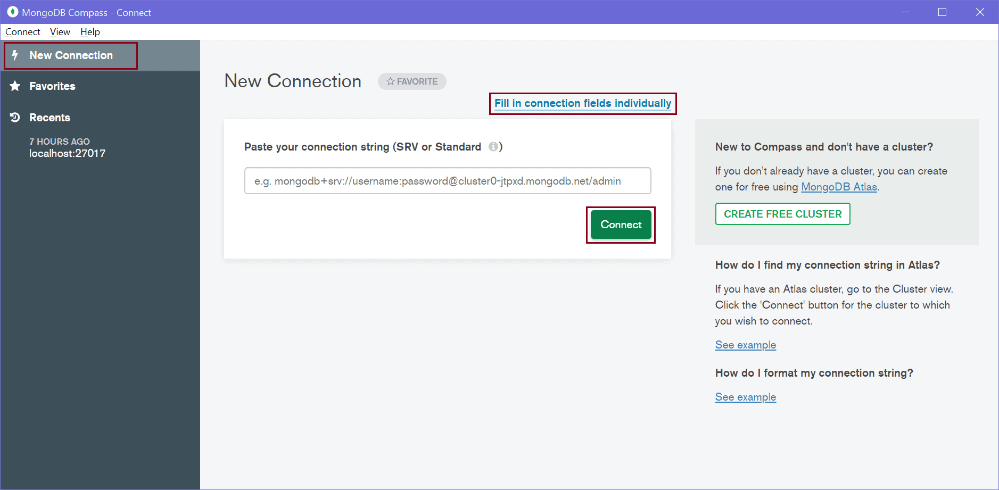 MongoDB Compass - Connect
Connect View Help
New Connection
Favorites
Recents
7 HOURS AGO
localhost:27017
New Connection
FAVORITE
Fill in connection fields individually
Paste your connection string (SRV or Standard )
e.g. mongodb+srv://username:password@cluster0-jtpxd.mongodb.net/admin
Connect
New to Compass and don't have a cluster?
If you don't already have a cluster, you can create
one for free using MongoDB Atlas.
CREATE FREE CLUSTER
How do I find my connection string in Atlas?
If you have an Atlas cluster, go to the Cluster view.
Click the 'Connect' button for the cluster to which
you wish to connect.
See example
How do I format my connection string?
See example